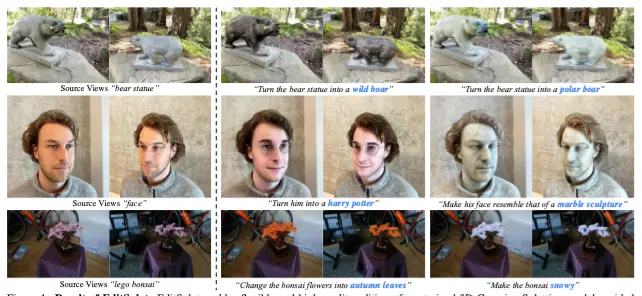 Source Views “bear statue”
“Turn the bear statue into a wild boar”
“Turn the bear statue into a polar bear”
Source Views “face”
“Turn him into a harry potter”
“Make his face resemble that of a marble sculpture”
Source Views “lego bonsai”
“Change the bonsai flowers into autumn leaves”
“Make the bonsai snowy”